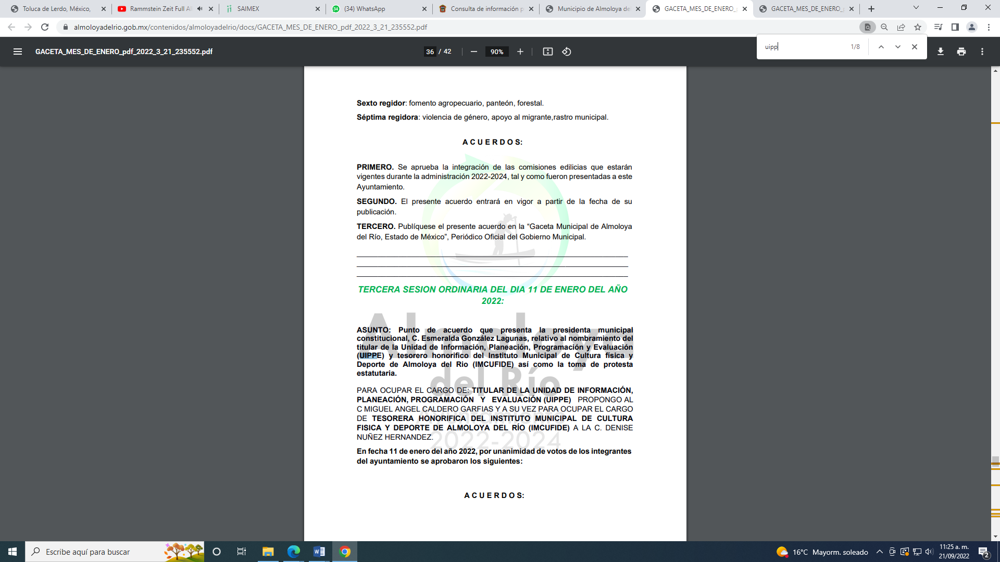 Toluca de Lerdo, México,
Rammstein Zeit Full Al
SAIMEX
(34) WhatsApp
Consulta de información p
Municipio de Almoloya de
GACETA_MES_DE_ENERO_
GACETA_MES_DE_ENERO_
almoloyadelrio.gob.mx/contenidos/almoloyadelrio/docs/GACETA_MES_DE_ENERO_pdf_2022_3_21_235552.pdf
GACETA_MES_DE_ENERO_pdf_2022_3_21_235552.pdf
36 / 42
90%
uipp
1/8
Sexto regidor: fomento agropecuario, panteón, forestal.
Séptima regidora: violencia de género, apoyo al migrante,rastro municipal.
A C U E R D O S:
PRIMERO. Se aprueba la integración de las comisiones edilicias que estarán
vigentes durante la administración 2022-2024, tal y como fueron presentadas a este
Ayuntamiento.
SEGUNDO. El presente acuerdo entrará en vigor a partir de la fecha de su
publicación.
TERCERO. Publíquese el presente acuerdo en la “Gaceta Municipal de Almoloya
del Río, Estado de México”, Periódico Oficial del Gobierno Municipal.
TERCERA SESION ORDINARIA DEL DIA 11 DE ENERO DEL AÑO
2022:
Almoloya
del Río
Ayuntamiento
2022-2024
ASUNTO: Punto de acuerdo que presenta la presidenta municipal
constitucional, C. Esmeralda González Lagunas, relativo al nombramiento del
titular de la Unidad de Información, Planeación, Programación y Evaluación
(UIPPE) y tesorero honorifico del Instituto Municipal de Cultura física y
Deporte de Almoloya del Rio (IMCUFIDE) así como la toma de protesta
estatutaria.
PARA OCUPAR EL CARGO DE: TITULAR DE LA UNIDAD DE INFORMACIÓN,
PLANEACIÓN, PROGRAMACIÓN Y EVALUACIÓN (UIPPE) PROPONGO AL
C MIGUEL ANGEL CALDERO GARFIAS Y A SU VEZ PARA OCUPAR EL CARGO
DE TESORERA HONORIFICA DEL INSTITUTO MUNICIPAL DE CULTURA
FISICA Y DEPORTE DE ALMOLOYA DEL RÍO (IMCUFIDE) A LA C. DENISE
NUÑEZ HERNANDEZ.
En fecha 11 de enero del año 2022, por unanimidad de votos de los integrantes
del ayuntamiento se aprobaron los siguientes:
A C U E R D O S:
Escribe aquí para buscar
16°C Mayorm. soleado
11:25 a. m.
21/09/2022
2